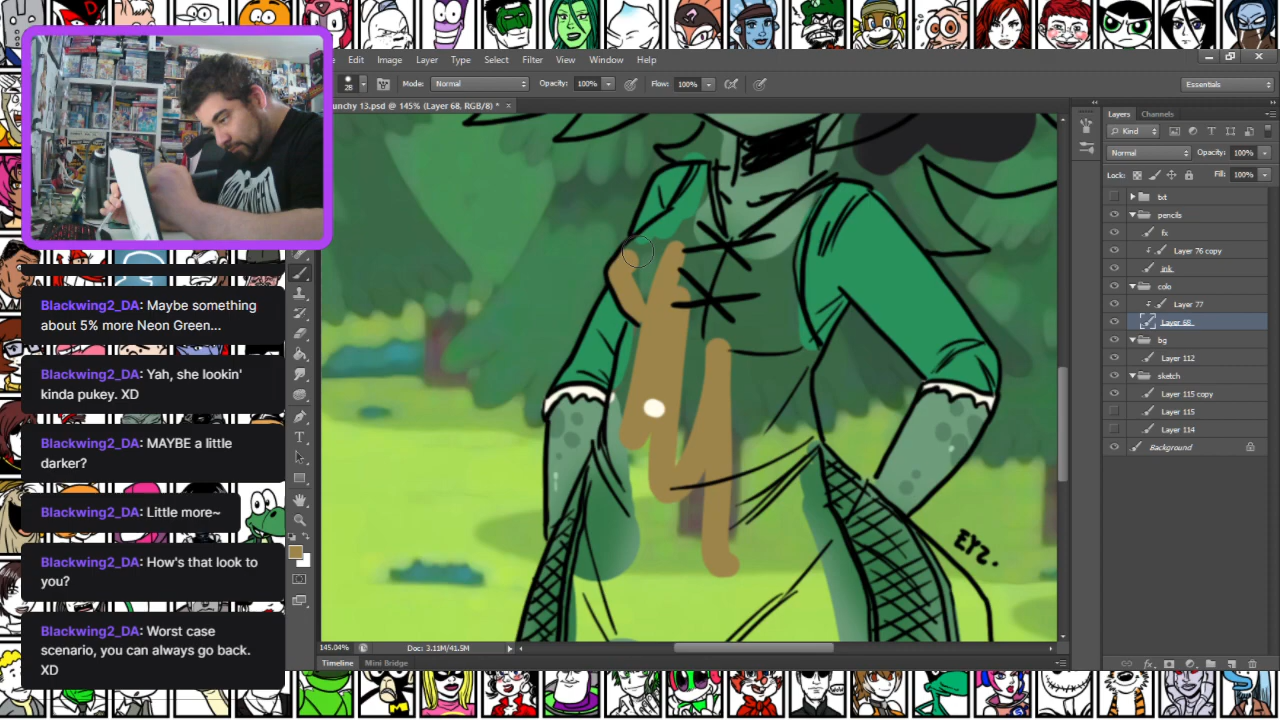 Edit Image Layer Type Select Filter View Window Help
28 Mode: Normal Opacity: 100% Flow: 100% Essentials
unchy 13.psd @ 145% (Layer 68, RGB/8) * ×
Layers Channels
Kind
Normal Opacity: 100%
Lock: Fill: 100%
txt
pencils
fx
Layer 76 copy
ink
colo
Layer 77
Layer 68
bg
Layer 112
sketch
Layer 115 copy
Layer 115
Layer 114
Background
Blackwing2_DA: Maybe something
about 5% more Neon Green...
Blackwing2_DA: Yah, she lookin'
kinda pukey. XD
Blackwing2_DA: MAYBE a little
darker?
Blackwing2_DA: Little more~
Blackwing2_DA: How's that look to
you?
Blackwing2_DA: Worst case
scenario, you can always go back.
XD
145.04% Doc: 3.11M/41.5M
Timeline Mini Bridge